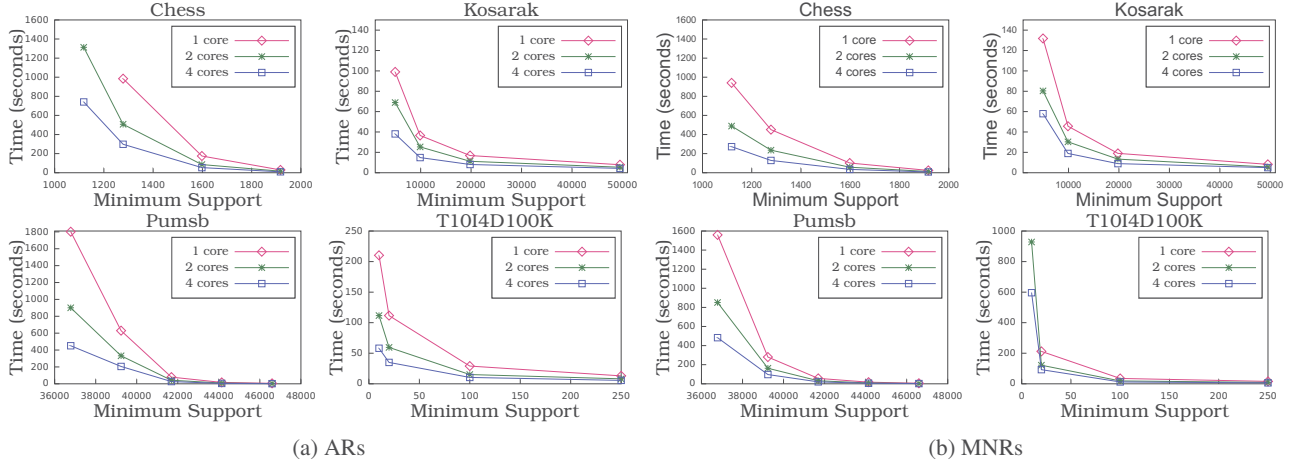 Chess
1600
1400
1200
1000
800
600
400
200
0
1000 1200 1400 1600 1800 2000
Time (seconds)
Minimum Support
1 core
2 cores
4 cores
Kosarak
140
120
100
80
60
40
20
0
10000 20000 30000 40000 50000
Time (seconds)
Minimum Support
1 core
2 cores
4 cores
Pumsb
1800
1600
1400
1200
1000
800
600
400
200
0
36000 38000 40000 42000 44000 46000 48000
Time (seconds)
Minimum Support
1 core
2 cores
4 cores
T10I4D100K
250
200
150
100
50
0
0 50 100 150 200 250
Time (seconds)
Minimum Support
1 core
2 cores
4 cores
(a) ARs
Chess
1600
1400
1200
1000
800
600
400
200
0
1000 1200 1400 1600 1800 2000
Time (seconds)
Minimum Support
1 core
2 cores
4 cores
Kosarak
140
120
100
80
60
40
20
0
10000 20000 30000 40000 50000
Time (seconds)
Minimum Support
1 core
2 cores
4 cores
Pumsb
1600
1400
1200
1000
800
600
400
200
0
36000 38000 40000 42000 44000 46000 48000
Time (seconds)
Minimum Support
1 core
2 cores
4 cores
T10I4D100K
1000
800
600
400
200
0
0 50 100 150 200 250
Time (seconds)
Minimum Support
1 core
2 cores
4 cores
(b) MNRs